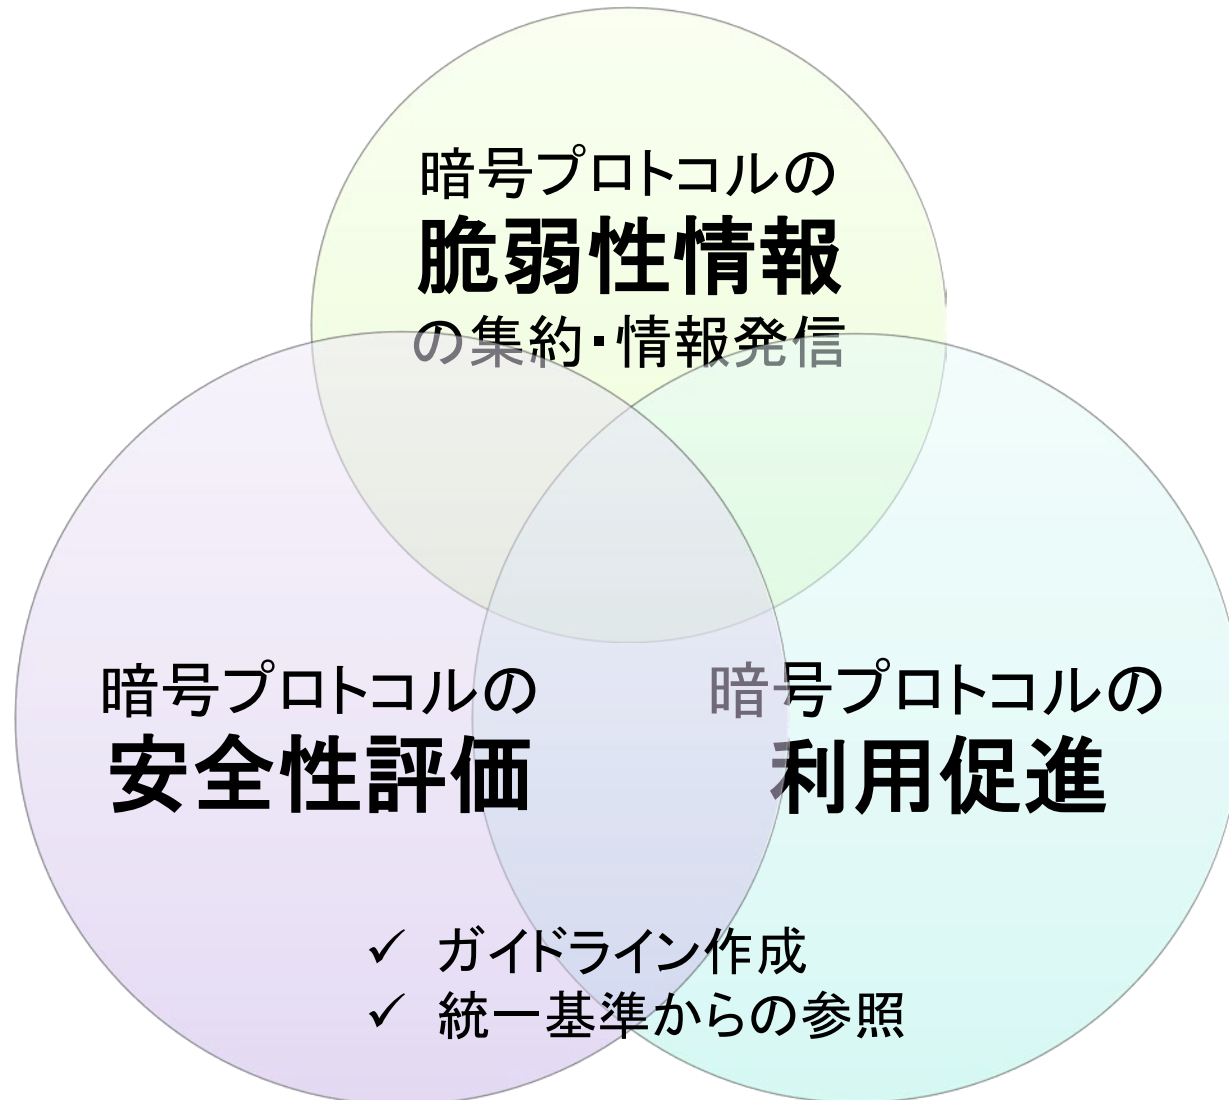 暗号プロトコルの
脆弱性情報
の集約・情報発信
暗号プロトコルの
安全性評価
暗号プロトコルの
利用促進
✓ ガイドライン作成
✓ 統一基準からの参照